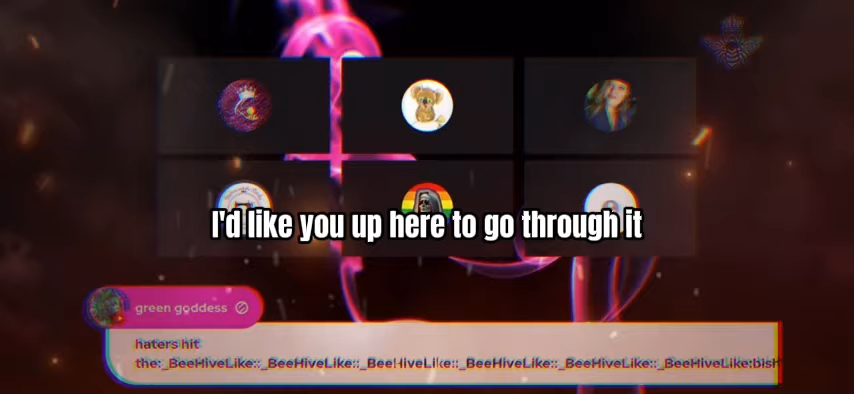 I'd like you up here to go through it
green goddess
haters hit
the:_BeeHiveLike::_BeeHiveLike::_BeeHiveLike::_BeeHiveLike::_BeeHiveLike::_BeeHiveLike:bish